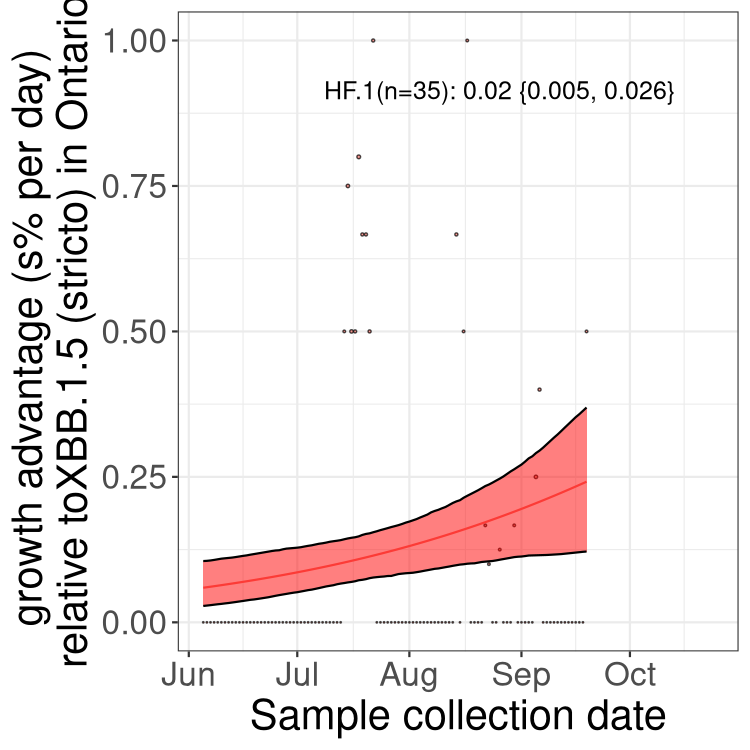 growth advantage (s% per day)
relative toXBB.1.5 (stricto) in Ontario
1.00
0.75
0.50
0.25
0.00
HF.1(n=35): 0.02 {0.005, 0.026}
Jun Jul Aug Sep Oct
Sample collection date